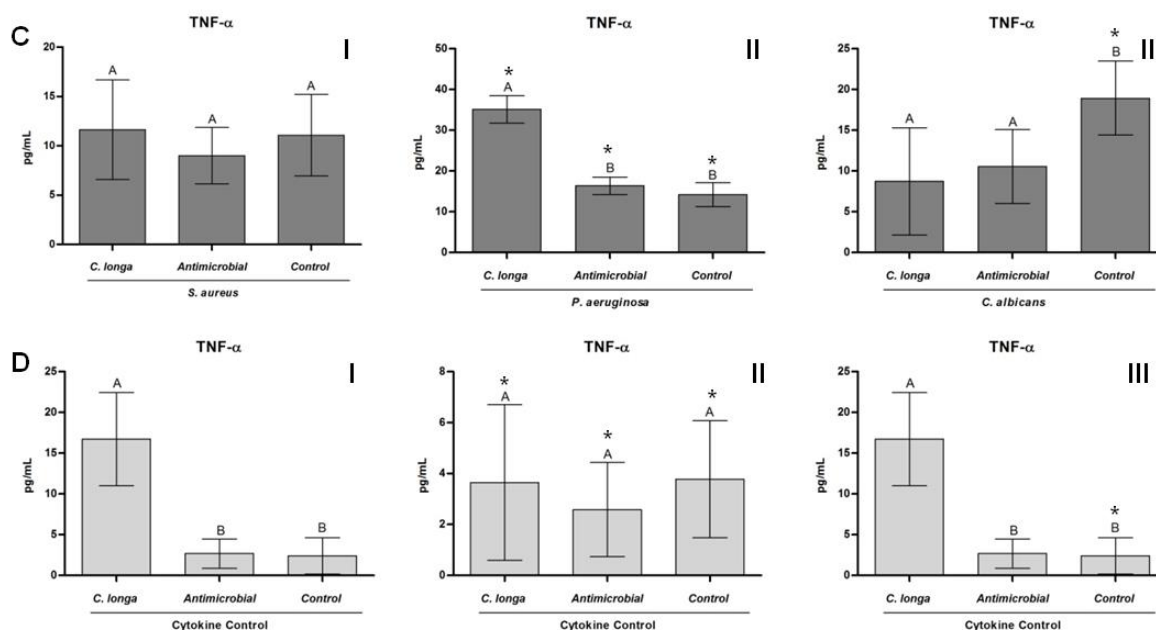 C
TNF-α
I
20
15
10
5
0
pg/mL
A
A
A
C. longa
Antimicrobial
Control
S. aureus
TNF-α
II
50
40
30
20
10
0
pg/mL
*
A
*
B
*
B
C. longa
Antimicrobial
Control
P. aeruginosa
TNF-α
II
25
20
15
10
5
0
pg/mL
A
A
*
B
C. longa
Antimicrobial
Control
C. albicans
D
TNF-α
I
25
20
15
10
5
0
pg/mL
A
B
B
C. longa
Antimicrobial
Control
Cytokine Control
TNF-α
II
8
6
4
2
0
pg/mL
*
A
*
A
*
A
C. longa
Antimicrobial
Control
Cytokine Control
TNF-α
III
25
20
15
10
5
0
pg/mL
A
B
*
B
C. longa
Antimicrobial
Control
Cytokine Control